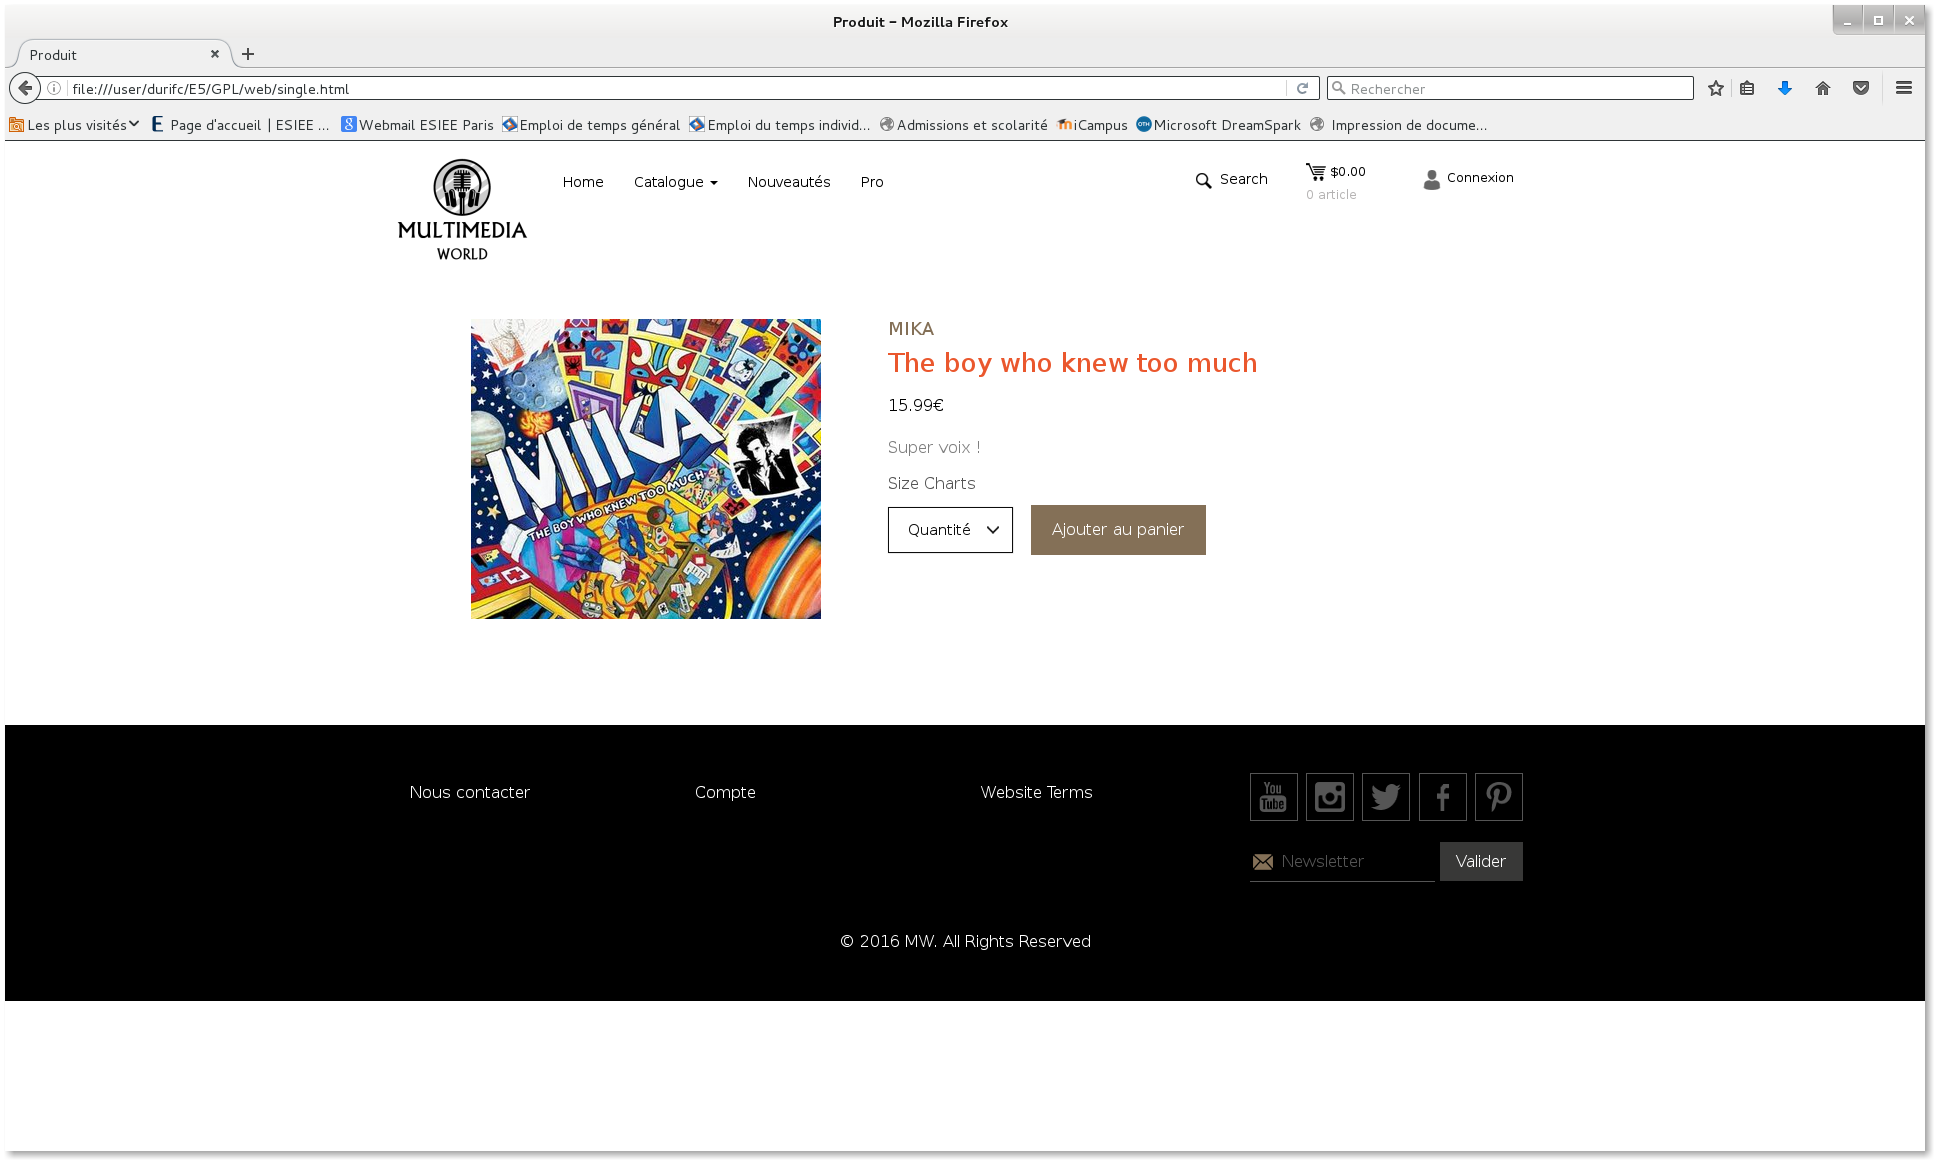 Produit – Mozilla Firefox
Produit
file:///user/durifc/E5/GPL/web/single.html
Rechercher
Les plus visités
Page d'accueil | ESIEE ...
Webmail ESIEE Paris
Emploi de temps général
Emploi du temps individ...
Admissions et scolarité
iCampus
Microsoft DreamSpark
Impression de docume...
MULTIMEDIA
WORLD
Home
Catalogue
Nouveautés
Pro
Search
$0.00
0 article
Connexion
MIKA
THE BOY WHO KNEW TOO MUCH
MIKA
The boy who knew too much
15.99€
Super voix !
Size Charts
Quantité
Ajouter au panier
Nous contacter
Compte
Website Terms
You
Tube
Newsletter
Valider
© 2016 MW. All Rights Reserved